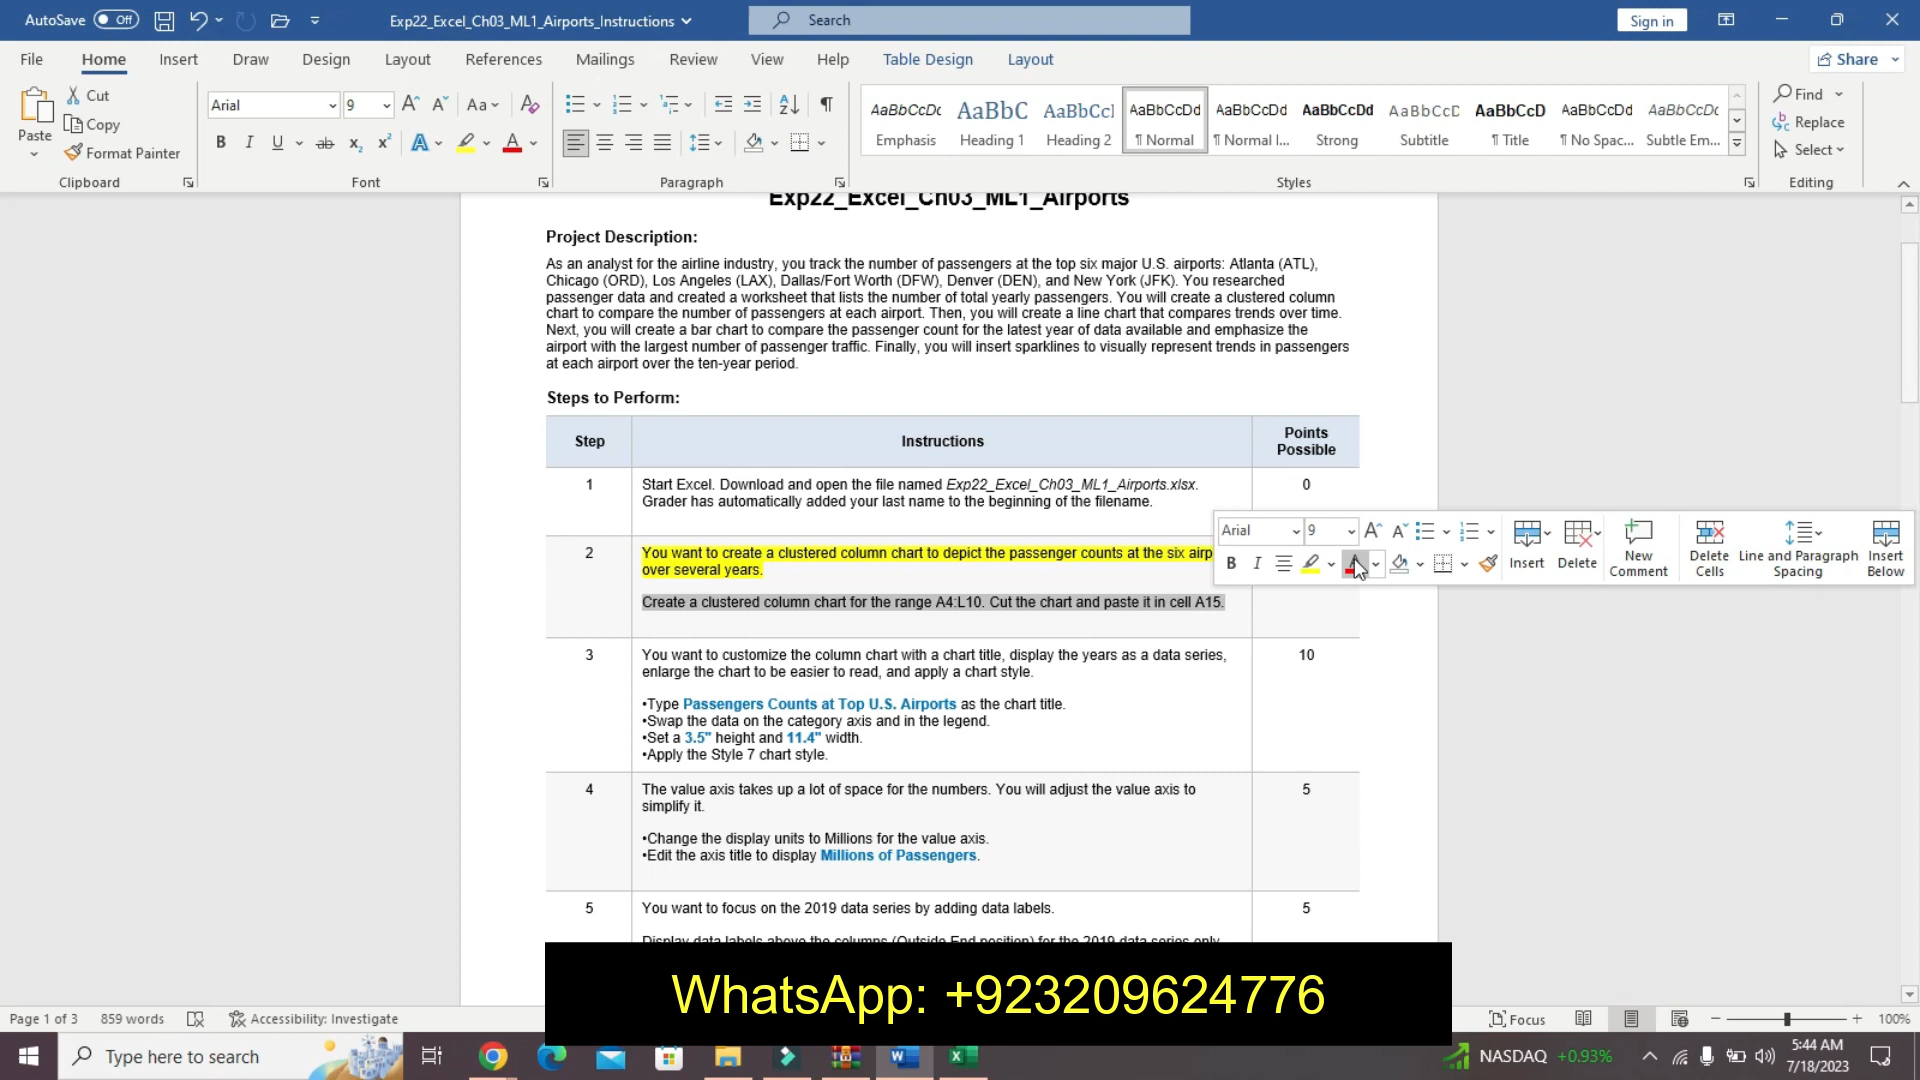 AutoSave Off
Exp22_Excel_Ch03_ML1_Airports_Instructions
Search
Sign in
File Home Insert Draw Design Layout References Mailings Review View Help Table Design Layout
Share
Paste
Cut
Copy
Format Painter
Clipboard
Arial 9
Font
Paragraph
AaBbCcDc AaBbC AaBbCcI AaBbCcDd AaBbCcDd AaBbCcDd AaBbCcD AaBbCcD AaBbCcDd AaBbCcDc
Emphasis Heading 1 Heading 2 ¶ Normal ¶ Normal I... Strong Subtitle ¶ Title ¶ No Spac... Subtle Em...
Styles
Find
Replace
Select
Editing
Exp22_Excel_Ch03_ML1_Airports
Project Description:
As an analyst for the airline industry, you track the number of passengers at the top six major U.S. airports: Atlanta (ATL),
Chicago (ORD), Los Angeles (LAX), Dallas/Fort Worth (DFW), Denver (DEN), and New York (JFK). You researched
passenger data and created a worksheet that lists the number of total yearly passengers. You will create a clustered column
chart to compare the number of passengers at each airport. Then, you will create a line chart that compares trends over time.
Next, you will create a bar chart to compare the passenger count for the latest year of data available and emphasize the
airport with the largest number of passenger traffic. Finally, you will insert sparklines to visually represent trends in passengers
at each airport over the ten-year period.
Steps to Perform:
Step Instructions Points Possible
1 Start Excel. Download and open the file named Exp22_Excel_Ch03_ML1_Airports.xlsx. 0
Grader has automatically added your last name to the beginning of the filename.
2 You want to create a clustered column chart to depict the passenger counts at the six airp
over several years.
Create a clustered column chart for the range A4:L10. Cut the chart and paste it in cell A15.
Arial 9
Insert Delete New Comment Delete Cells Line and Paragraph Spacing Insert Below
3 You want to customize the column chart with a chart title, display the years as a data series, 10
enlarge the chart to be easier to read, and apply a chart style.
•Type Passengers Counts at Top U.S. Airports as the chart title.
•Swap the data on the category axis and in the legend.
•Set a 3.5" height and 11.4" width.
•Apply the Style 7 chart style.
4 The value axis takes up a lot of space for the numbers. You will adjust the value axis to 5
simplify it.
•Change the display units to Millions for the value axis.
•Edit the axis title to display Millions of Passengers.
5 You want to focus on the 2019 data series by adding data labels. 5
Display data labels above the columns (Outside End position) for the 2019 data series only.
WhatsApp: +923209624776
Page 1 of 3 859 words Accessibility: Investigate
Focus
100%
Type here to search
NASDAQ +0.93%
5:44 AM
7/18/2023